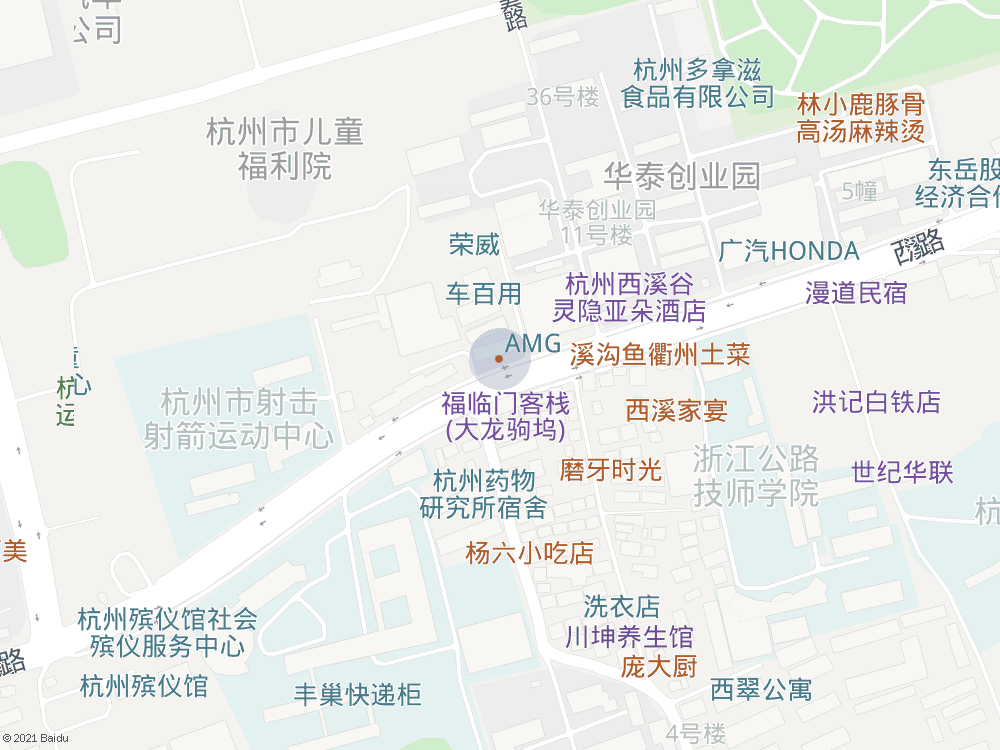 公司
路
杭州多拿滋
食品有限公司
36号楼
林小鹿豚骨
高汤麻辣烫
杭州市儿童
福利院
华泰创业园
东岳股
经济合作
5幢
华泰创业园
11号楼
荣威
广汽HONDA
西溪路
车百用
杭州西溪谷
灵隐亚朵酒店
漫道民宿
AMG
溪沟鱼衢州土菜
心
杭
运
杭州市射击
射箭运动中心
福临门客栈
(大龙驹坞)
西溪家宴
洪记白铁店
磨牙时光
浙江公路
技师学院
世纪华联
杭州药物
研究所宿舍
杭
美
杨六小吃店
杭州殡仪馆社会
殡仪服务中心
洗衣店
川坤养生馆
路
庞大厨
杭州殡仪馆
丰巢快递柜
西翠公寓
4号楼
© 2021 Baidu